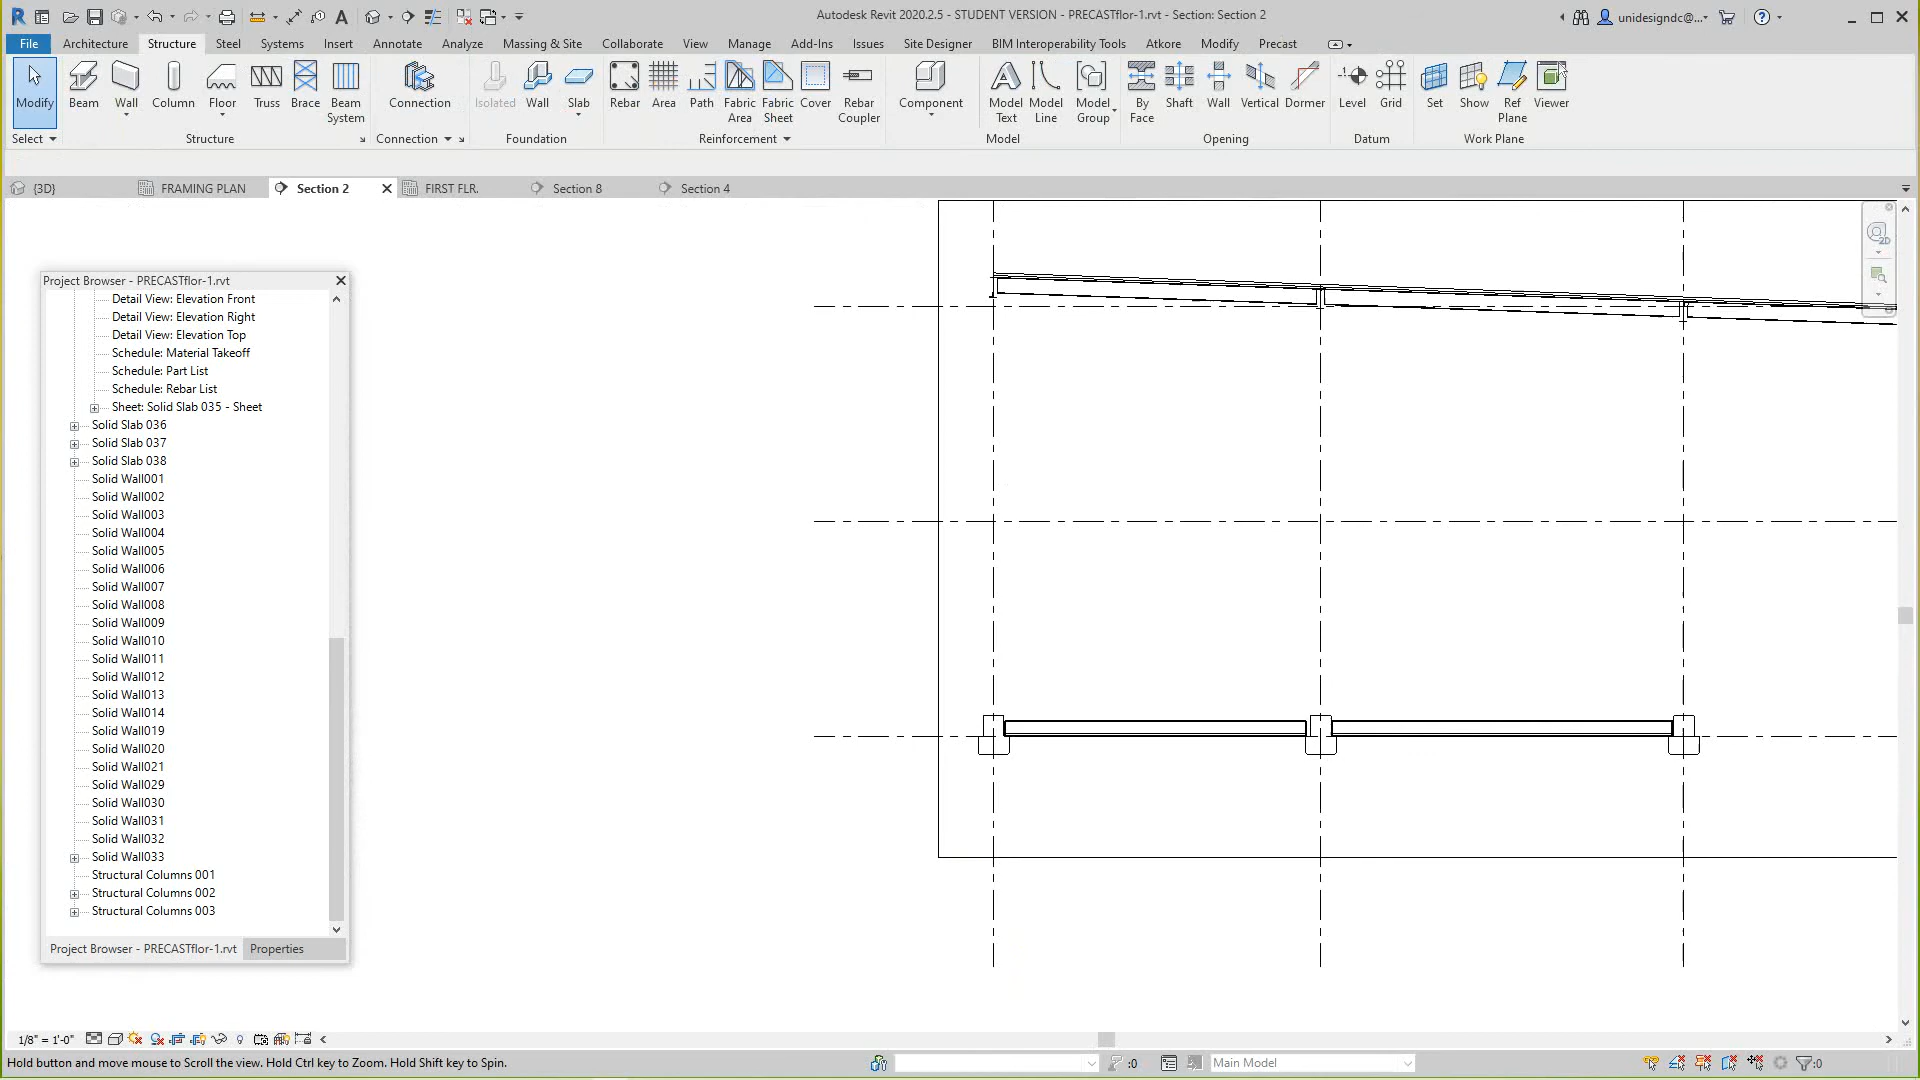 Autodesk Revit 2020.2.5 - STUDENT VERSION - PRECASTflor-1.rvt - Section: Section 2
unidesigndc@...
File Architecture Structure Steel Systems Insert Annotate Analyze Massing & Site Collaborate View Manage Add-Ins Issues Site Designer BIM Interoperability Tools Atkore Modify Precast
Modify Beam Wall Column Floor Truss Brace Beam System Connection Isolated Wall Slab Rebar Area Path Fabric Area Fabric Sheet Cover Rebar Coupler Component Model Text Model Line Model Group By Face Shaft Wall Vertical Dormer Level Grid Set Show Ref Plane Viewer
Select Structure Connection Foundation Reinforcement Model Opening Datum Work Plane
{3D} FRAMING PLAN Section 2 FIRST FLR. Section 8 Section 4
2D
Project Browser - PRECASTflor-1.rvt
Detail View: Elevation Front
Detail View: Elevation Right
Detail View: Elevation Top
Schedule: Material Takeoff
Schedule: Part List
Schedule: Rebar List
Sheet: Solid Slab 035 - Sheet
Solid Slab 036
Solid Slab 037
Solid Slab 038
Solid Wall001
Solid Wall002
Solid Wall003
Solid Wall004
Solid Wall005
Solid Wall006
Solid Wall007
Solid Wall008
Solid Wall009
Solid Wall010
Solid Wall011
Solid Wall012
Solid Wall013
Solid Wall014
Solid Wall019
Solid Wall020
Solid Wall021
Solid Wall029
Solid Wall030
Solid Wall031
Solid Wall032
Solid Wall033
Structural Columns 001
Structural Columns 002
Structural Columns 003
Project Browser - PRECASTflor-1.rvt Properties
1/8" = 1'-0"
Hold button and move mouse to Scroll the view. Hold Ctrl key to Zoom. Hold Shift key to Spin. :0 Main Model :0